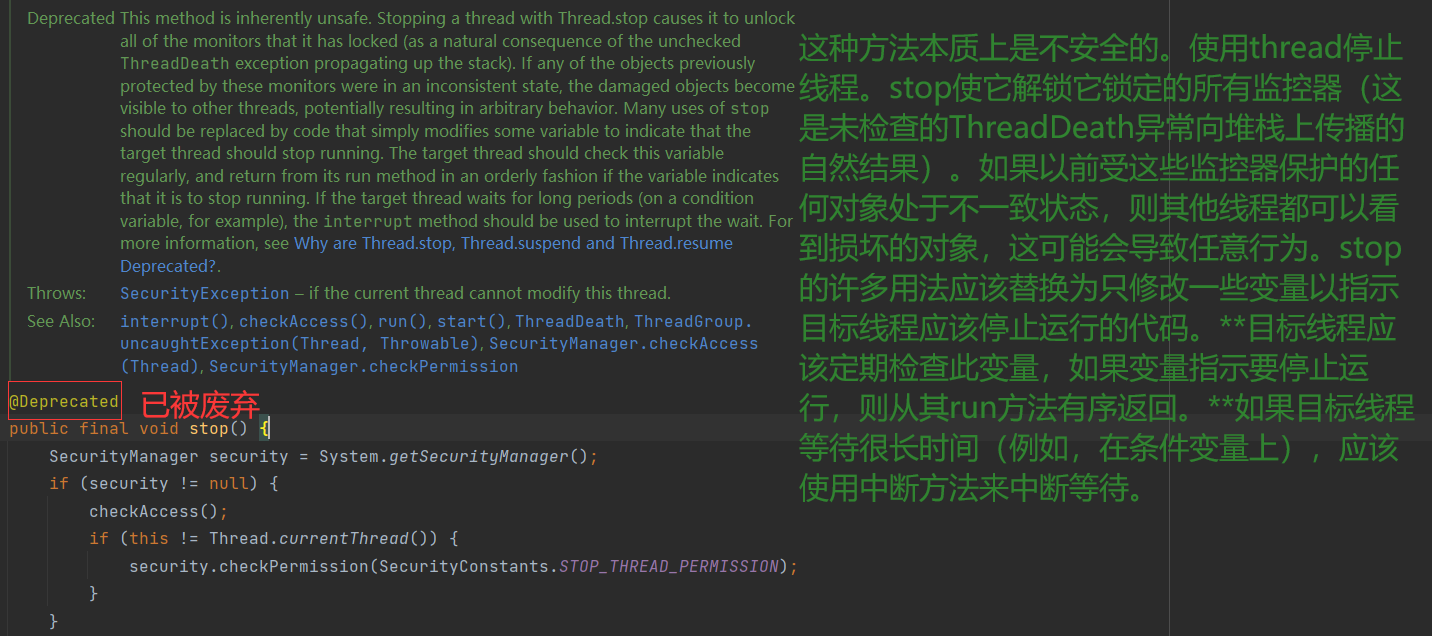 Deprecated This method is inherently unsafe. Stopping a thread with Thread.stop causes it to unlock
all of the monitors that it has locked (as a natural consequence of the unchecked
ThreadDeath exception propagating up the stack). If any of the objects previously
protected by these monitors were in an inconsistent state, the damaged objects become
visible to other threads, potentially resulting in arbitrary behavior. Many uses of stop
should be replaced by code that simply modifies some variable to indicate that the
target thread should stop running. The target thread should check this variable
regularly, and return from its run method in an orderly fashion if the variable indicates
that it is to stop running. If the target thread waits for long periods (on a condition
variable, for example), the interrupt method should be used to interrupt the wait. For
more information, see Why are Thread.stop, Thread.suspend and Thread.resume
Deprecated?.
Throws: SecurityException – if the current thread cannot modify this thread.
See Also: interrupt(), checkAccess(), run(), start(), ThreadDeath, ThreadGroup.
uncaughtException(Thread, Throwable), SecurityManager.checkAccess
(Thread), SecurityManager.checkPermission
这种方法本质上是不安全的。使用thread停止
线程。stop使它解锁它锁定的所有监控器（这
是未检查的ThreadDeath异常向堆栈上传播的
自然结果）。如果以前受这些监控器保护的任
何对象处于不一致状态，则其他线程都可以看
到损坏的对象，这可能会导致任意行为。stop
的许多用法应该替换为只修改一些变量以指示
目标线程应该停止运行的代码。**目标线程应
该定期检查此变量，如果变量指示要停止运
行，则从其run方法有序返回。**如果目标线程
等待很长时间（例如，在条件变量上），应该
使用中断方法来中断等待。
@Deprecated 已被废弃
public final void stop() {
SecurityManager security = System.getSecurityManager();
if (security != null) {
checkAccess();
if (this != Thread.currentThread()) {
security.checkPermission(SecurityConstants.STOP_THREAD_PERMISSION);
}
}